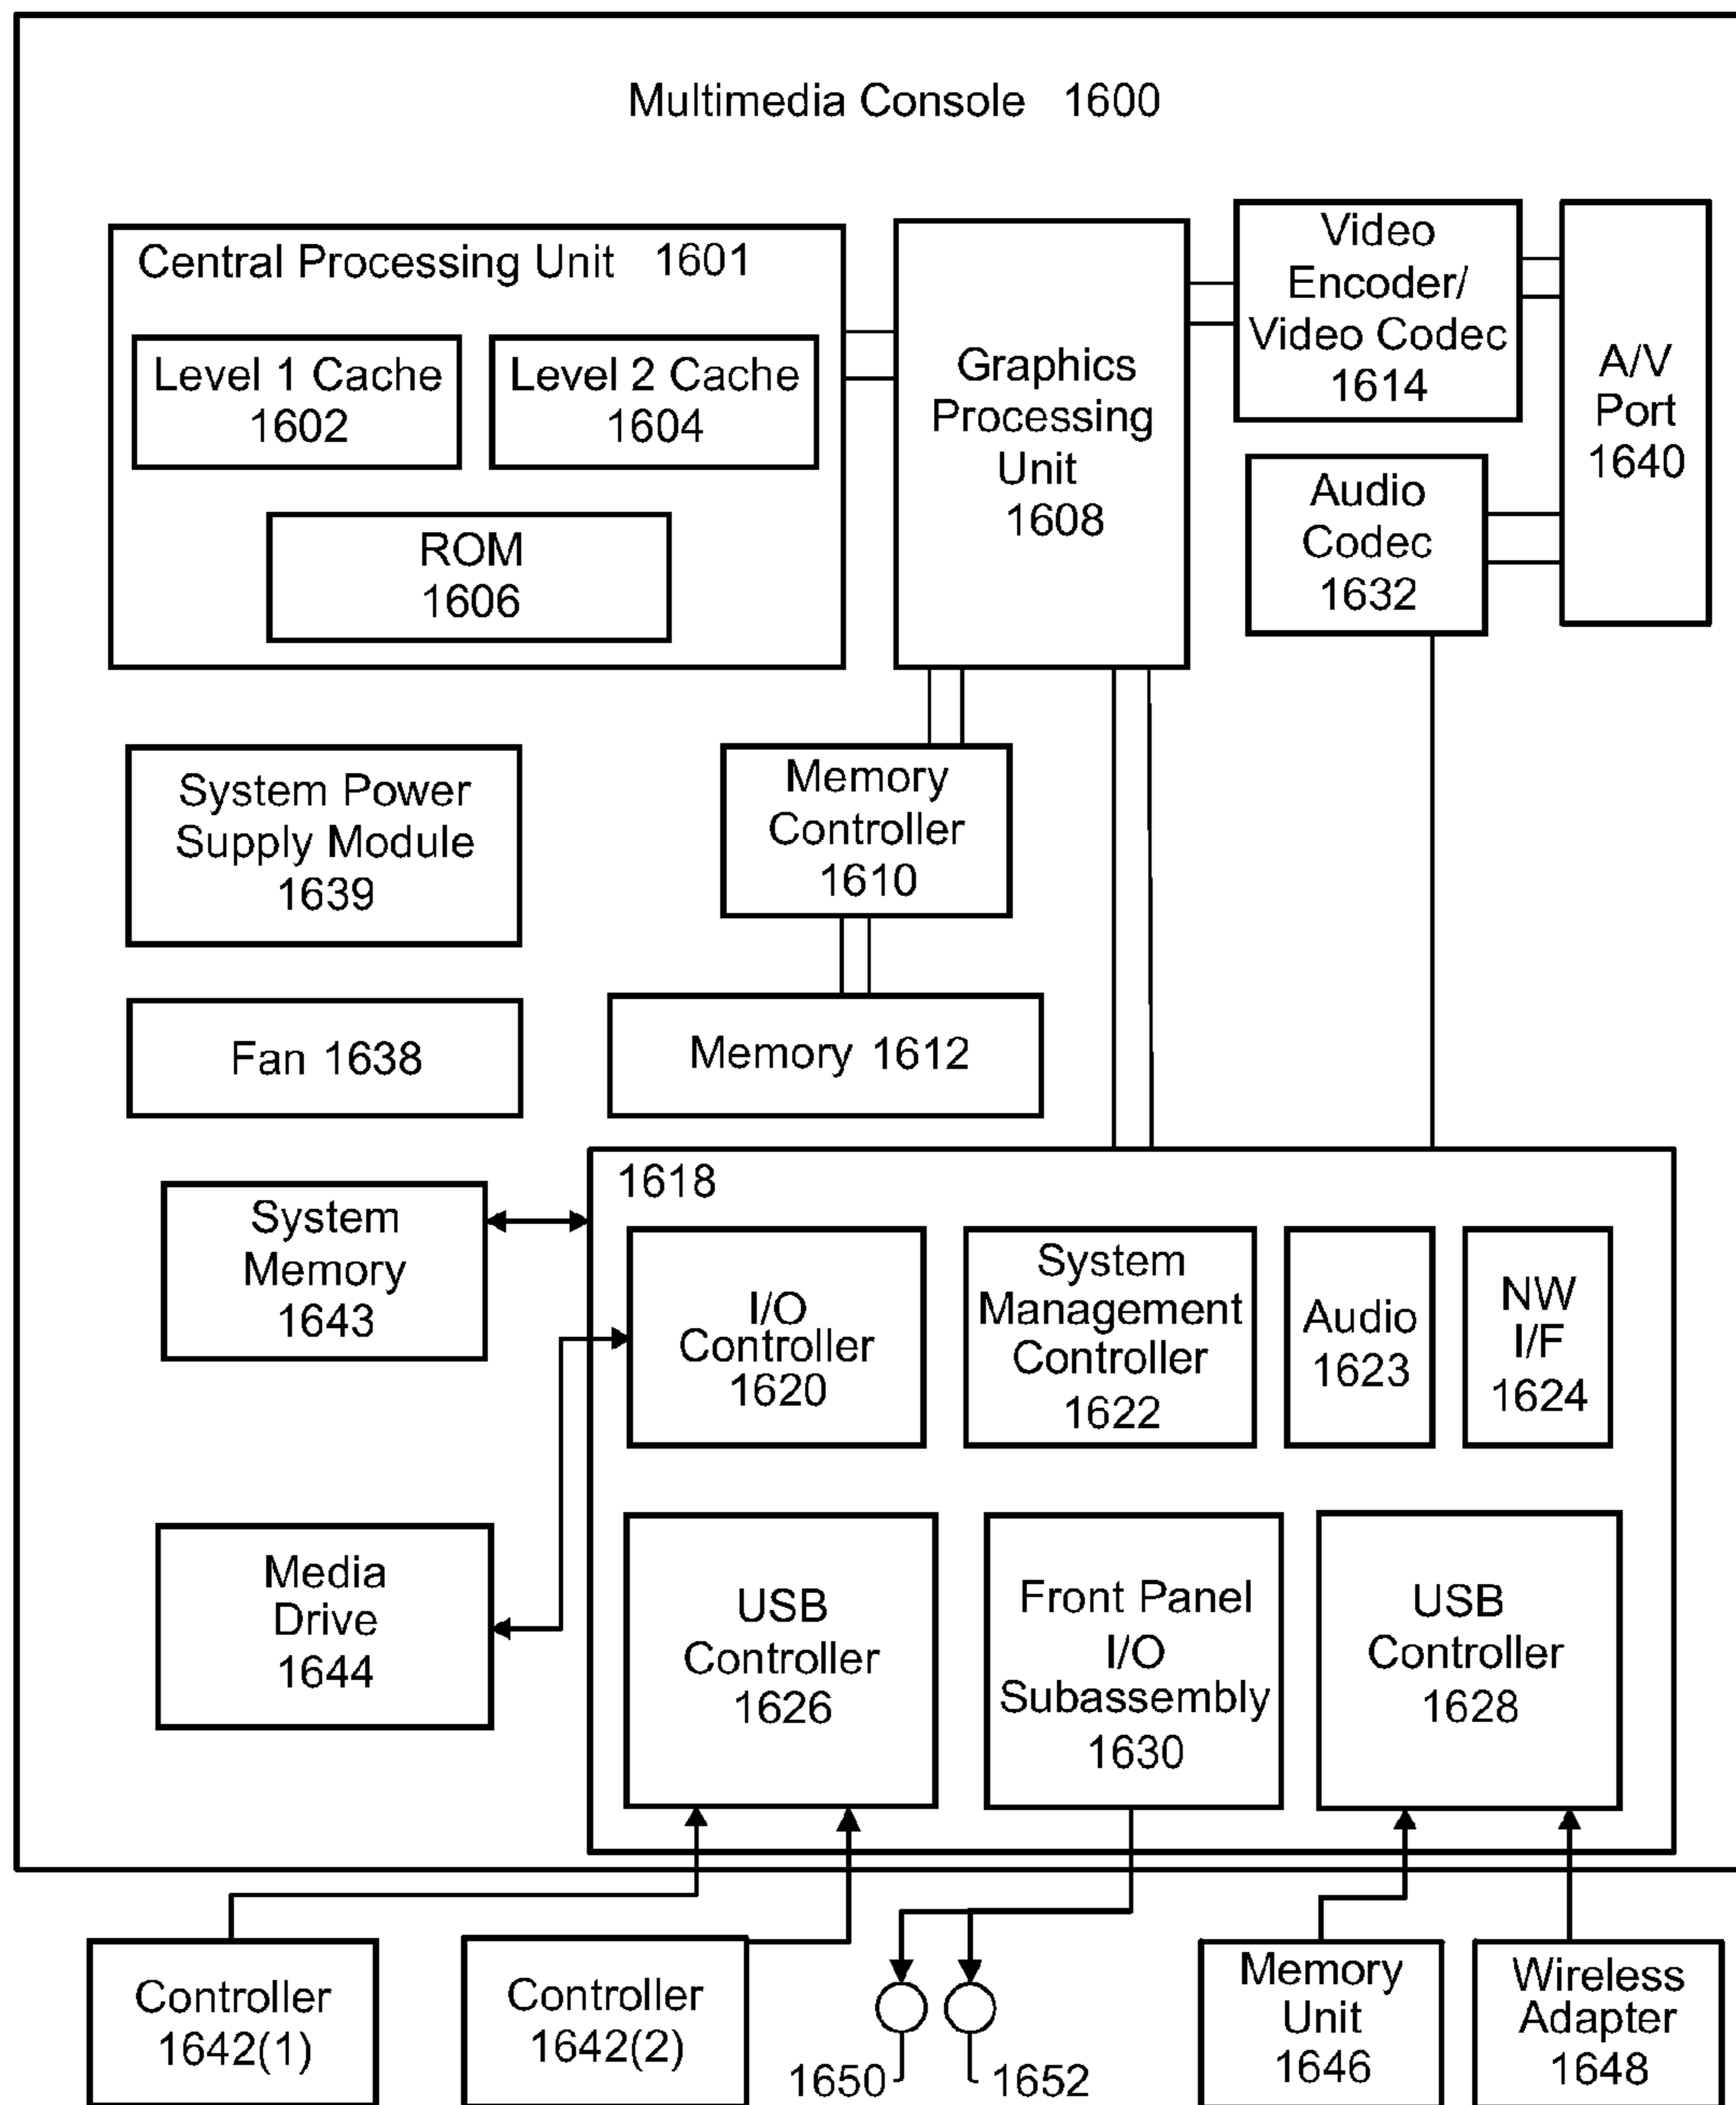 Multimedia Console 1600
Central Processing Unit 1601
Level 1 Cache
1602
Level 2 Cache
1604
ROM
1606
Graphics
Processing
Unit
1608
Video
Encoder/
Video Codec
1614
A/V
Port
1640
Audio
Codec
1632
System Power
Supply Module
1639
Memory
Controller
1610
Fan 1638
Memory 1612
1618
System
Memory
1643
I/O
Controller
1620
System
Management
Controller
1622
Audio
1623
NW
I/F
1624
Media
Drive
1644
USB
Controller
1626
Front Panel
I/O
Subassembly
1630
USB
Controller
1628
Controller
1642(1)
Controller
1642(2)
1650
1652
Memory
Unit
1646
Wireless
Adapter
1648